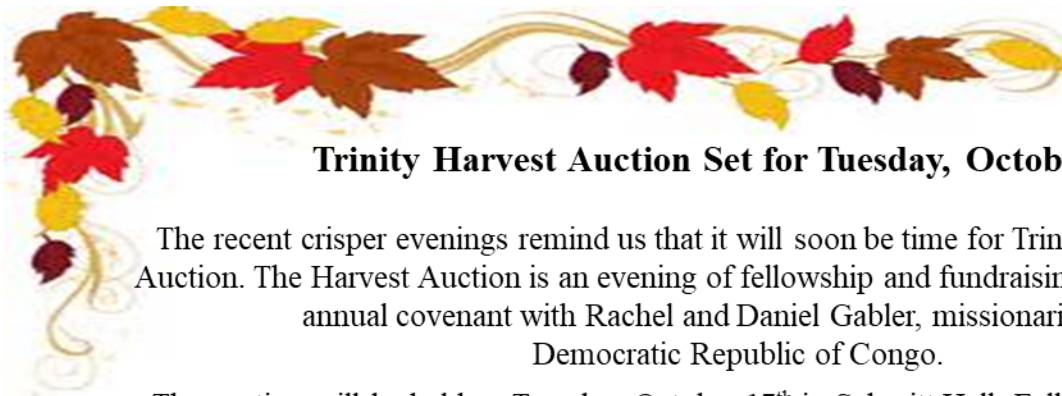 Trinity Harvest Auction Set for Tuesday, Octob
The recent crisper evenings remind us that it will soon be time for Trin
Auction. The Harvest Auction is an evening of fellowship and fundraisin
annual covenant with Rachel and Daniel Gabler, missionari
Democratic Republic of Congo.